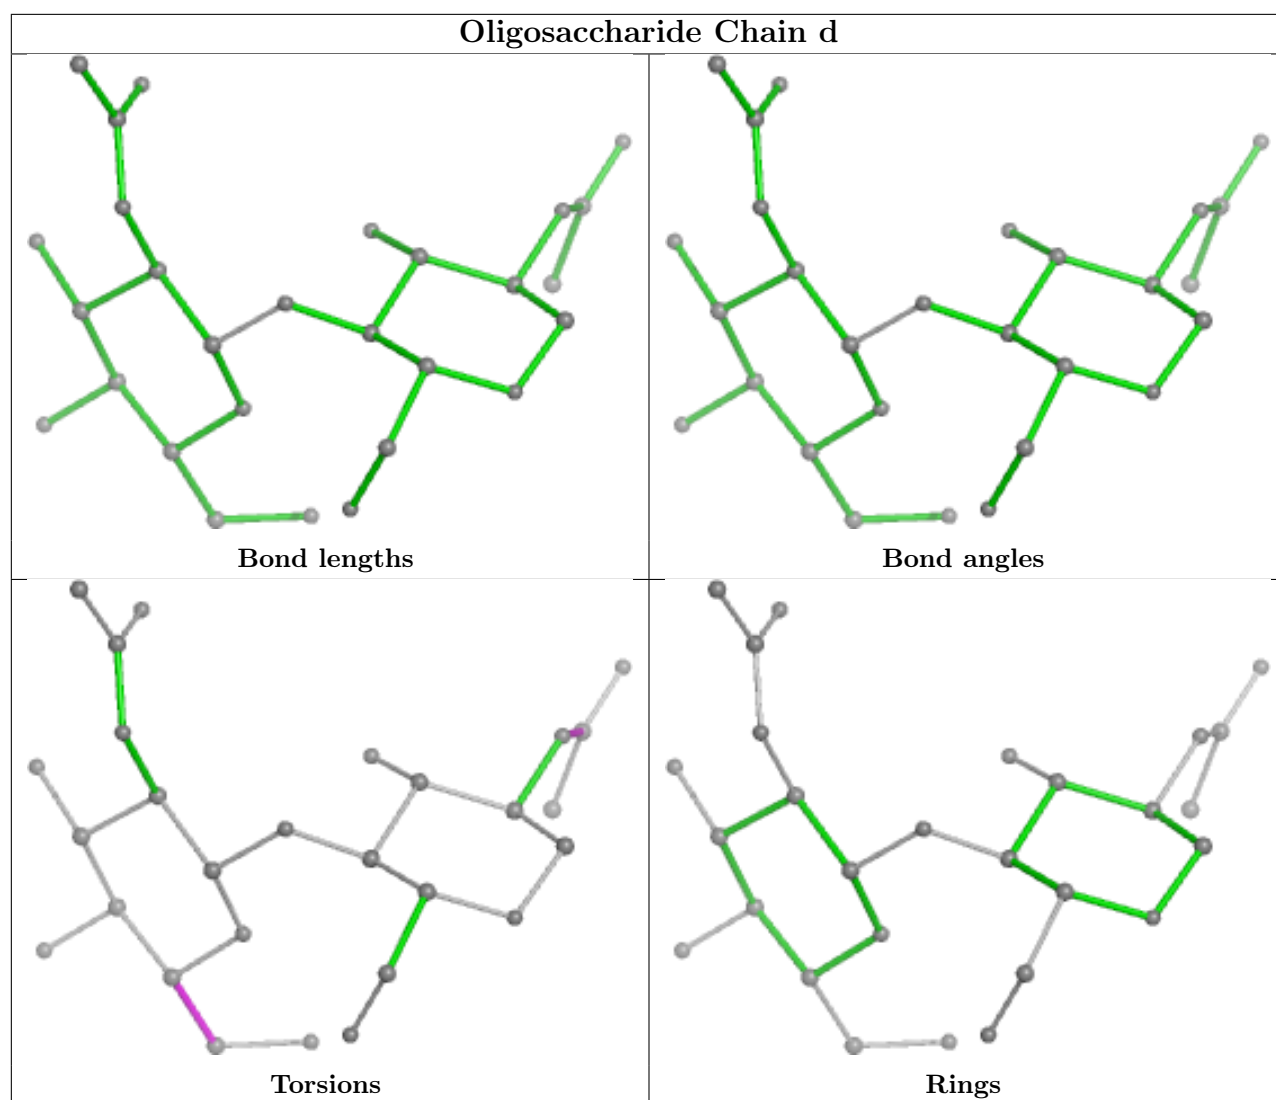 Oligosaccharide Chain d
Bond lengths
Bond angles
Torsions
Rings